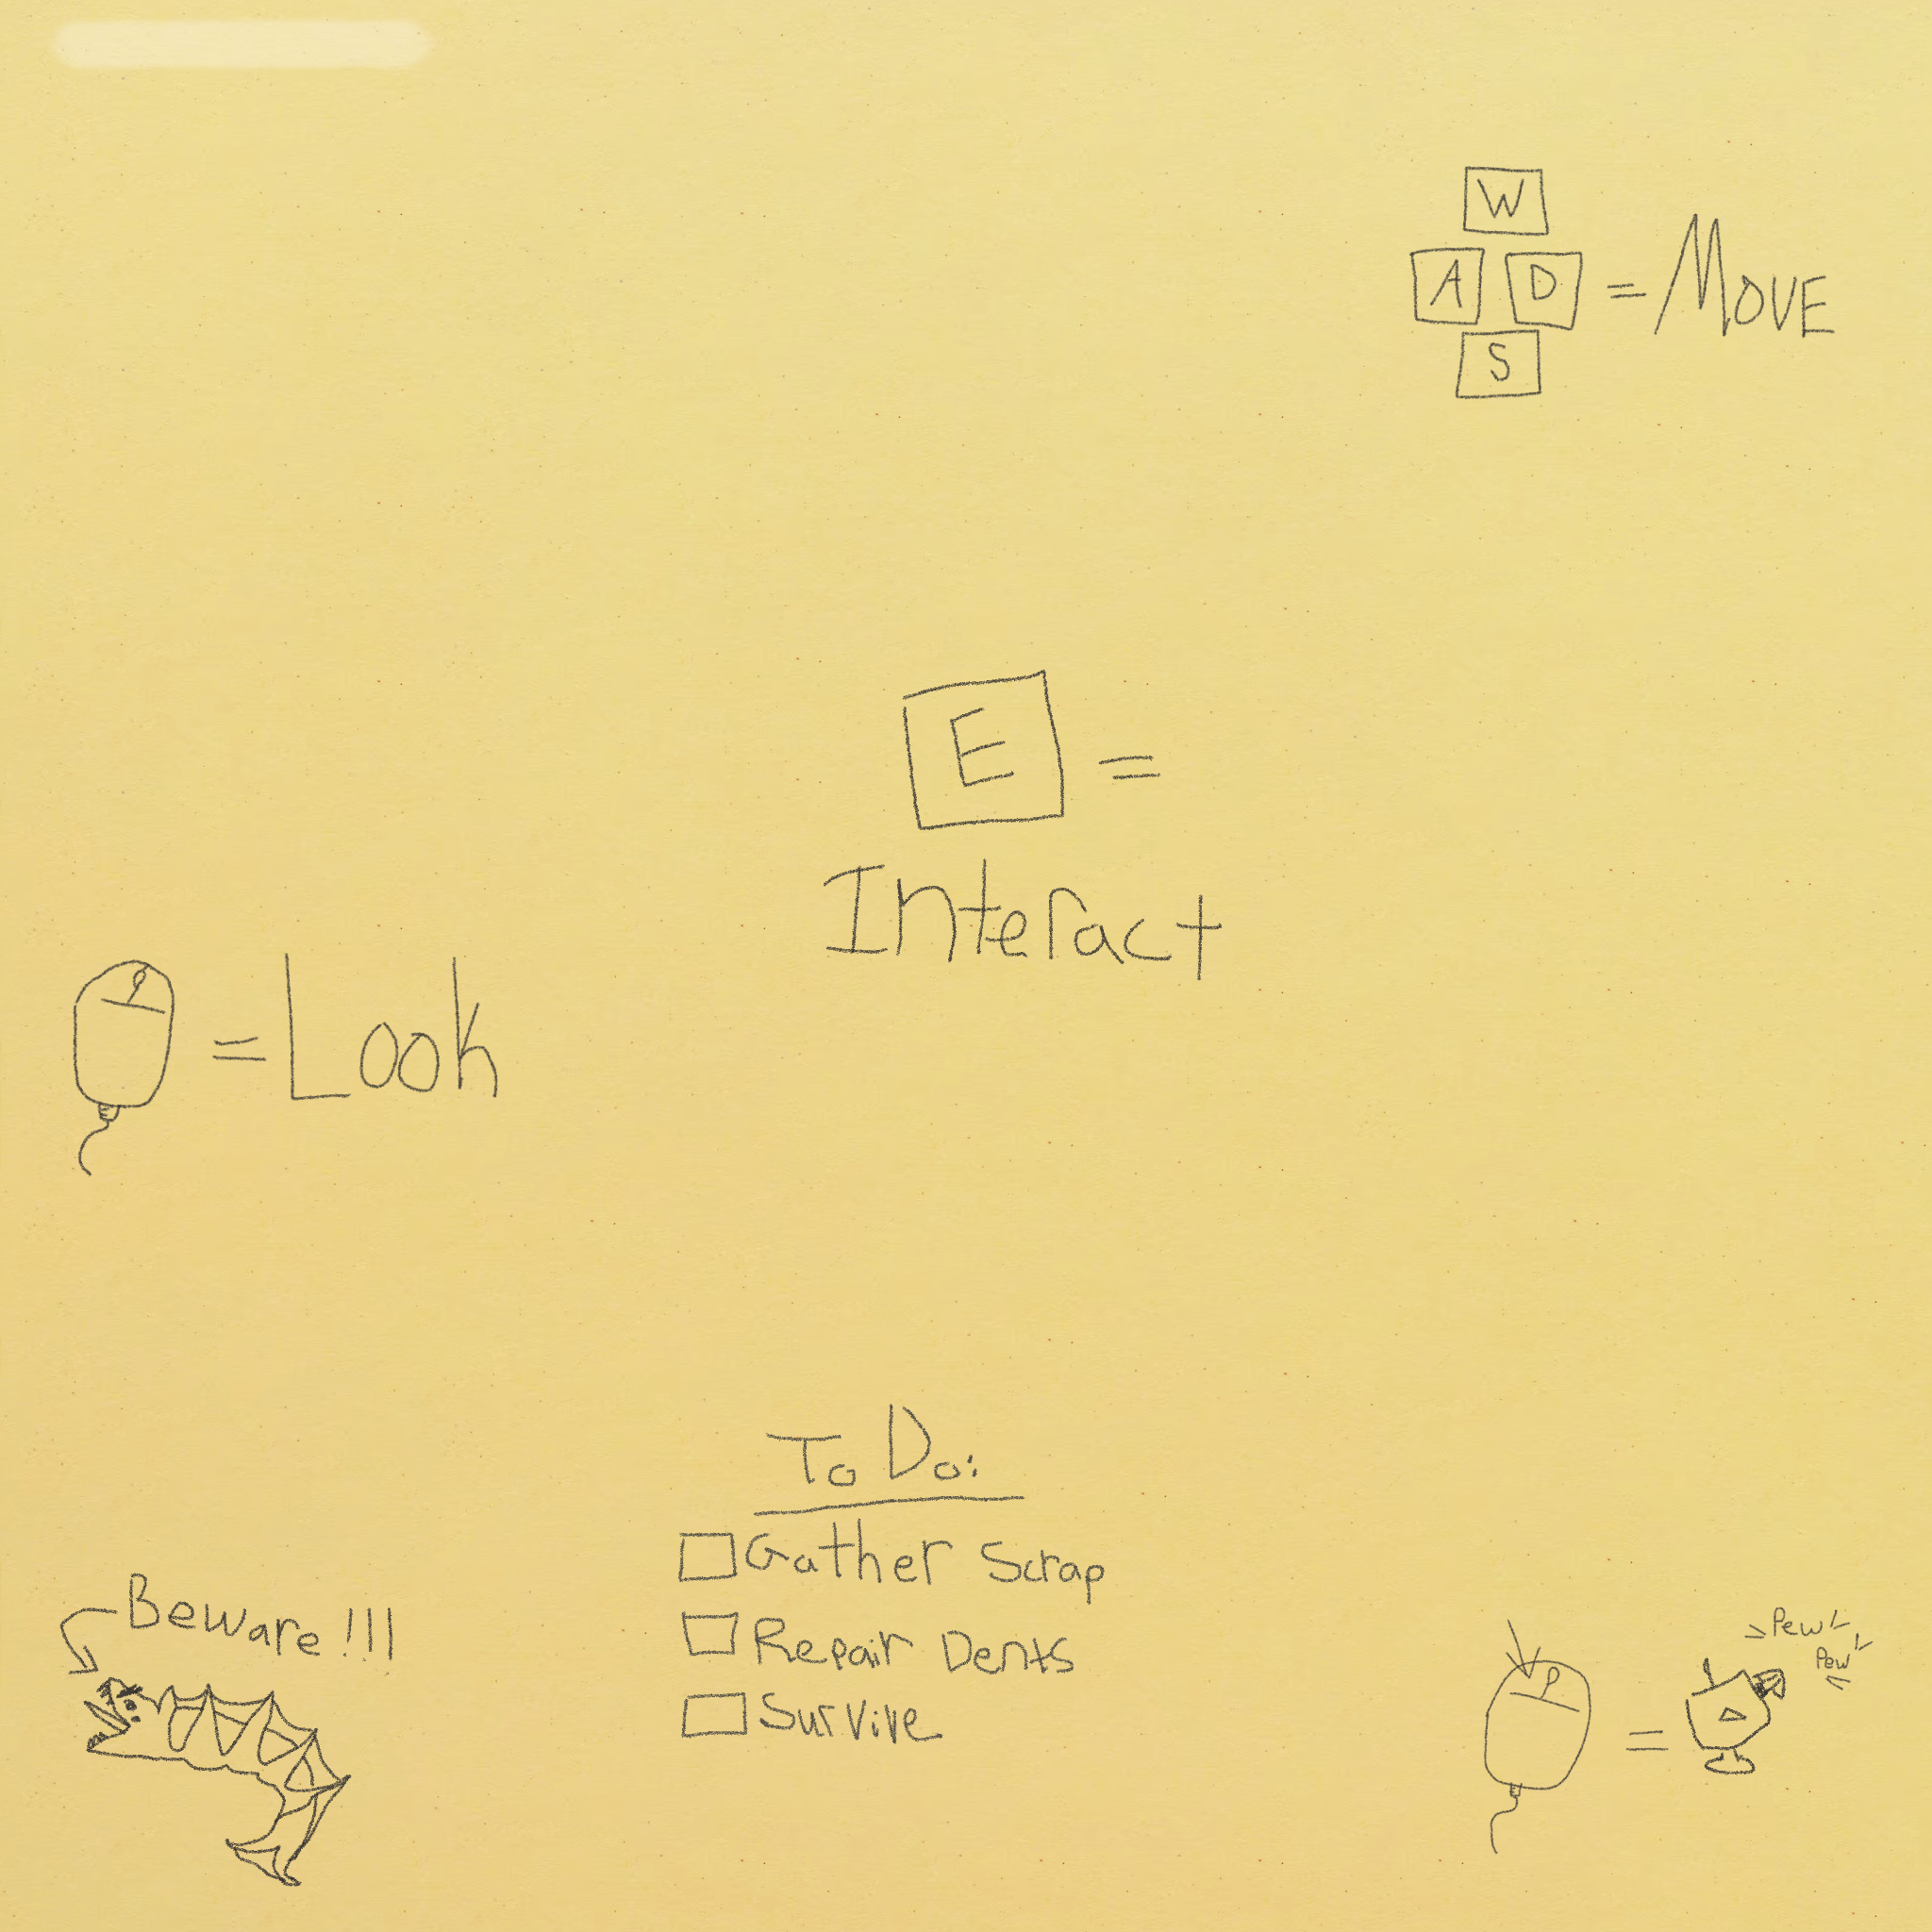 W
A D = Move
S
E =
Interact
= Look
To Do:
Gather Scrap
Repair Dents
Survive
Beware !!!
Pew
Pew
=